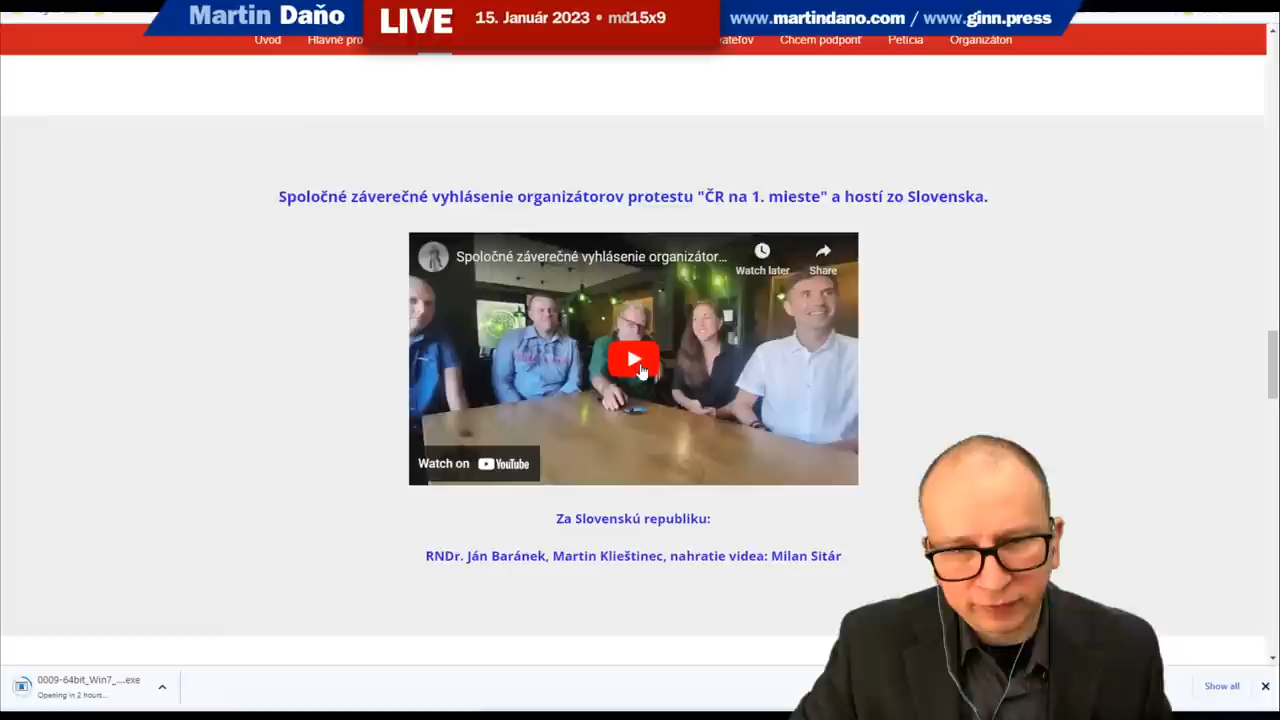 Martin Daňo
LIVE
15. Január 2023 • md15x9
www.martindano.com / www.ginn.press
Úvod
Hlavné pro
vateľov
Chcem podporiť
Petícia
Organizátori
Spoločné záverečné vyhlásenie organizátorov protestu "ČR na 1. mieste" a hostí zo Slovenska.
Spoločné záverečné vyhlásenie organizátor...
Watch later
Share
Watch on YouTube
Za Slovenskú republiku:
RNDr. Ján Baránek, Martin Klieštinec, nahratie videa: Milan Sitár
0009-64bit_Win7_....exe
Opening in 2 hours...
Show all